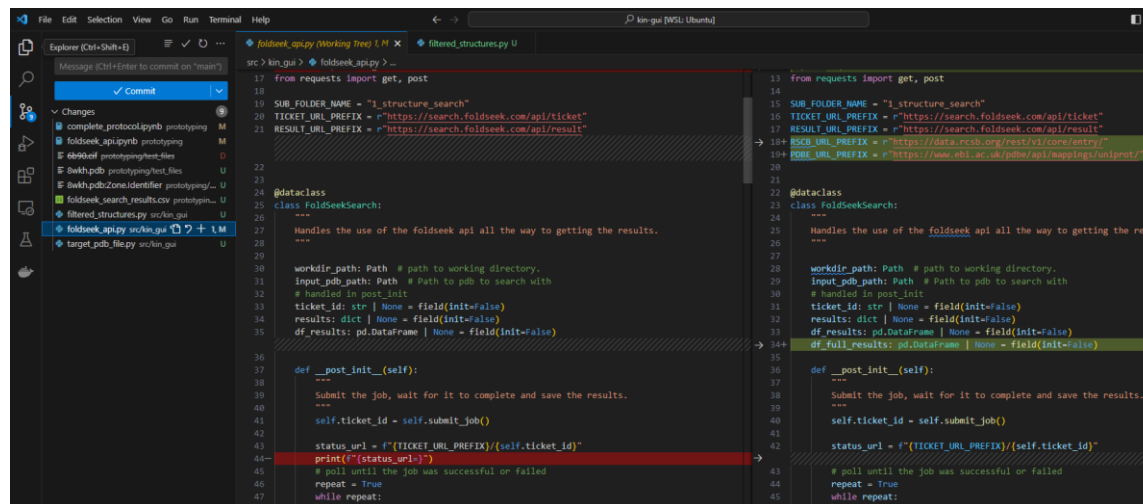 File Edit Selection View Go Run Terminal Help
kin-gui [WSL: Ubuntu]
Explorer (Ctrl+Shift+E)
Message (Ctrl+Enter to commit on "main")
Commit
Changes 9
complete_protocol.ipynb prototyping M
foldseek_api.ipynb prototyping M
6b90.cif prototyping/test_files D
8wkh.pdb prototyping/test_files U
8wkh.pdb:Zone.Identifier prototyping/... U
foldseek_search_results.csv prototypin... U
filtered_structures.py src/kin_gui U
foldseek_api.py src/kin_gui 1, M
target_pdb_file.py src/kin_gui U
foldseek_api.py (Working Tree) 1, M
filtered_structures.py U
src > kin_gui > foldseek_api.py > ...
17 from requests import get, post
18
19 SUB_FOLDER_NAME = "1_structure_search"
20 TICKET_URL_PREFIX = r"https://search.foldseek.com/api/ticket"
21 RESULT_URL_PREFIX = r"https://search.foldseek.com/api/result"
22
23
24 @dataclass
25 class FoldSeekSearch:
26 """
27 Handles the use of the foldseek api all the way to getting the results.
28 """
29
30 workdir_path: Path # path to working directory.
31 input_pdb_path: Path # Path to pdb to search with
32 # handled in post_init
33 ticket_id: str | None = field(init=False)
34 results: dict | None = field(init=False)
35 df_results: pd.DataFrame | None = field(init=False)
36
37 def __post_init__(self):
38 """
39 Submit the job, wait for it to complete and save the results.
40 """
41 self.ticket_id = self.submit_job()
42
43 status_url = f"{TICKET_URL_PREFIX}/{self.ticket_id}"
44- print(f"{status_url=}")
45 # poll until the job was successful or failed
46 repeat = True
47 while repeat:
13 from requests import get, post
14
15 SUB_FOLDER_NAME = "1_structure_search"
16 TICKET_URL_PREFIX = r"https://search.foldseek.com/api/ticket"
17 RESULT_URL_PREFIX = r"https://search.foldseek.com/api/result"
18+ RSCB_URL_PREFIX = r"https://data.rcsb.org/rest/v1/core/entry/"
19+ PDBE_URL_PREFIX = r"https://www.ebi.ac.uk/pdbe/api/mappings/uniprot/"
20
21
22 @dataclass
23 class FoldSeekSearch:
24 """
25 Handles the use of the foldseek api all the way to getting the re
26 """
27
28 workdir_path: Path # path to working directory.
29 input_pdb_path: Path # Path to pdb to search with
30 # handled in post_init
31 ticket_id: str | None = field(init=False)
32 results: dict | None = field(init=False)
33 df_results: pd.DataFrame | None = field(init=False)
34+ df_full_results: pd.DataFrame | None = field(init=False)
35
36 def __post_init__(self):
37 """
38 Submit the job, wait for it to complete and save the results.
39 """
40 self.ticket_id = self.submit_job()
41
42 status_url = f"{TICKET_URL_PREFIX}/{self.ticket_id}"
43 # poll until the job was successful or failed
44 repeat = True
45 while repeat: